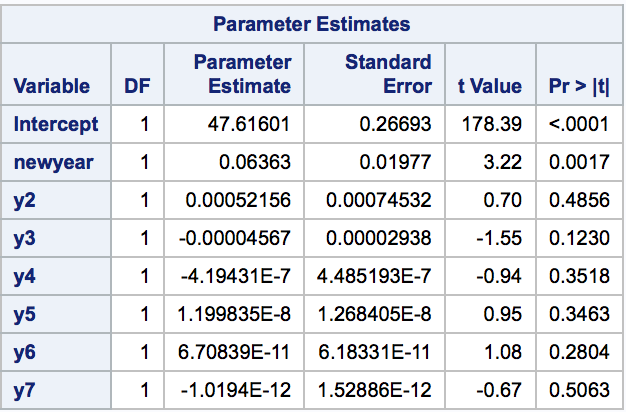 Parameter Estimates
Variable DF Parameter Estimate Standard Error t Value Pr > |t|
Intercept 1 47.61601 0.26693 178.39 <.0001
newyear 1 0.06363 0.01977 3.22 0.0017
y2 1 0.00052156 0.00074532 0.70 0.4856
y3 1 -0.00004567 0.00002938 -1.55 0.1230
y4 1 -4.19431E-7 4.485193E-7 -0.94 0.3518
y5 1 1.199835E-8 1.268405E-8 0.95 0.3463
y6 1 6.70839E-11 6.18331E-11 1.08 0.2804
y7 1 -1.0194E-12 1.52886E-12 -0.67 0.5063